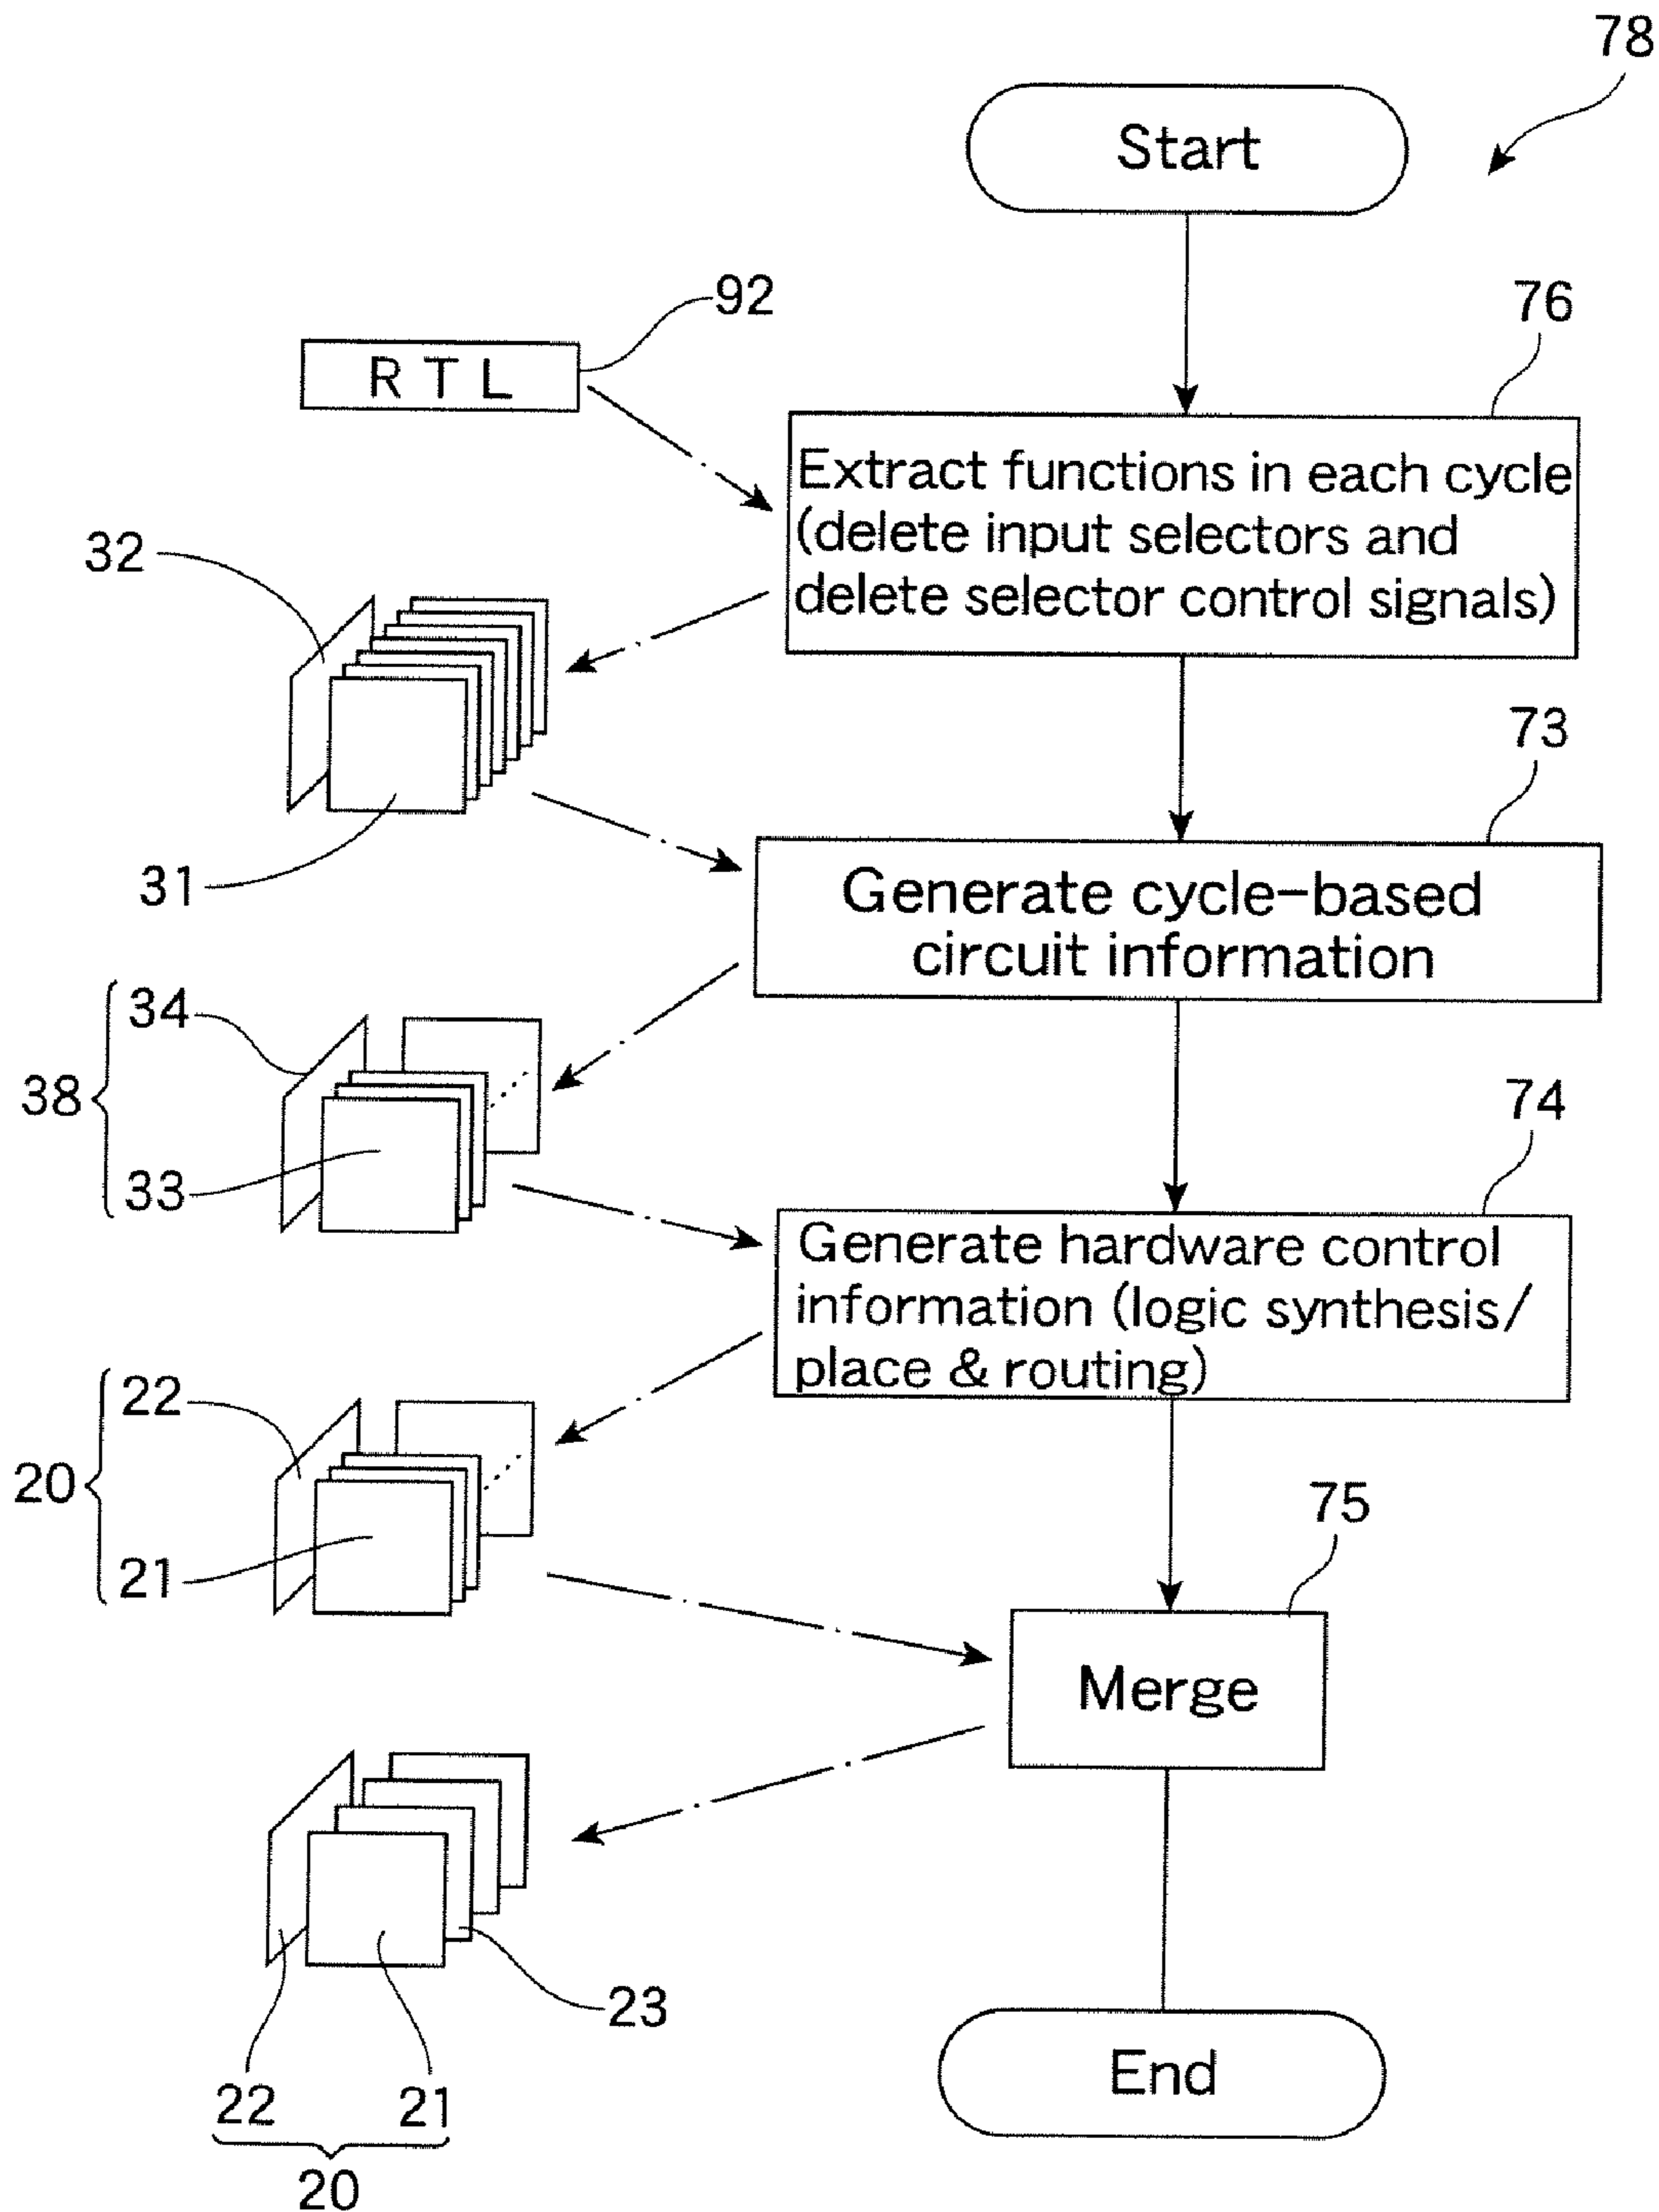 78
Start
92
R T L
76
Extract functions in each cycle
(delete input selectors and
delete selector control signals)
32
31
73
Generate cycle-based
circuit information
34
38
33
74
Generate hardware control
information (logic synthesis/
place & routing)
22
20
21
75
Merge
23
22
21
20
End